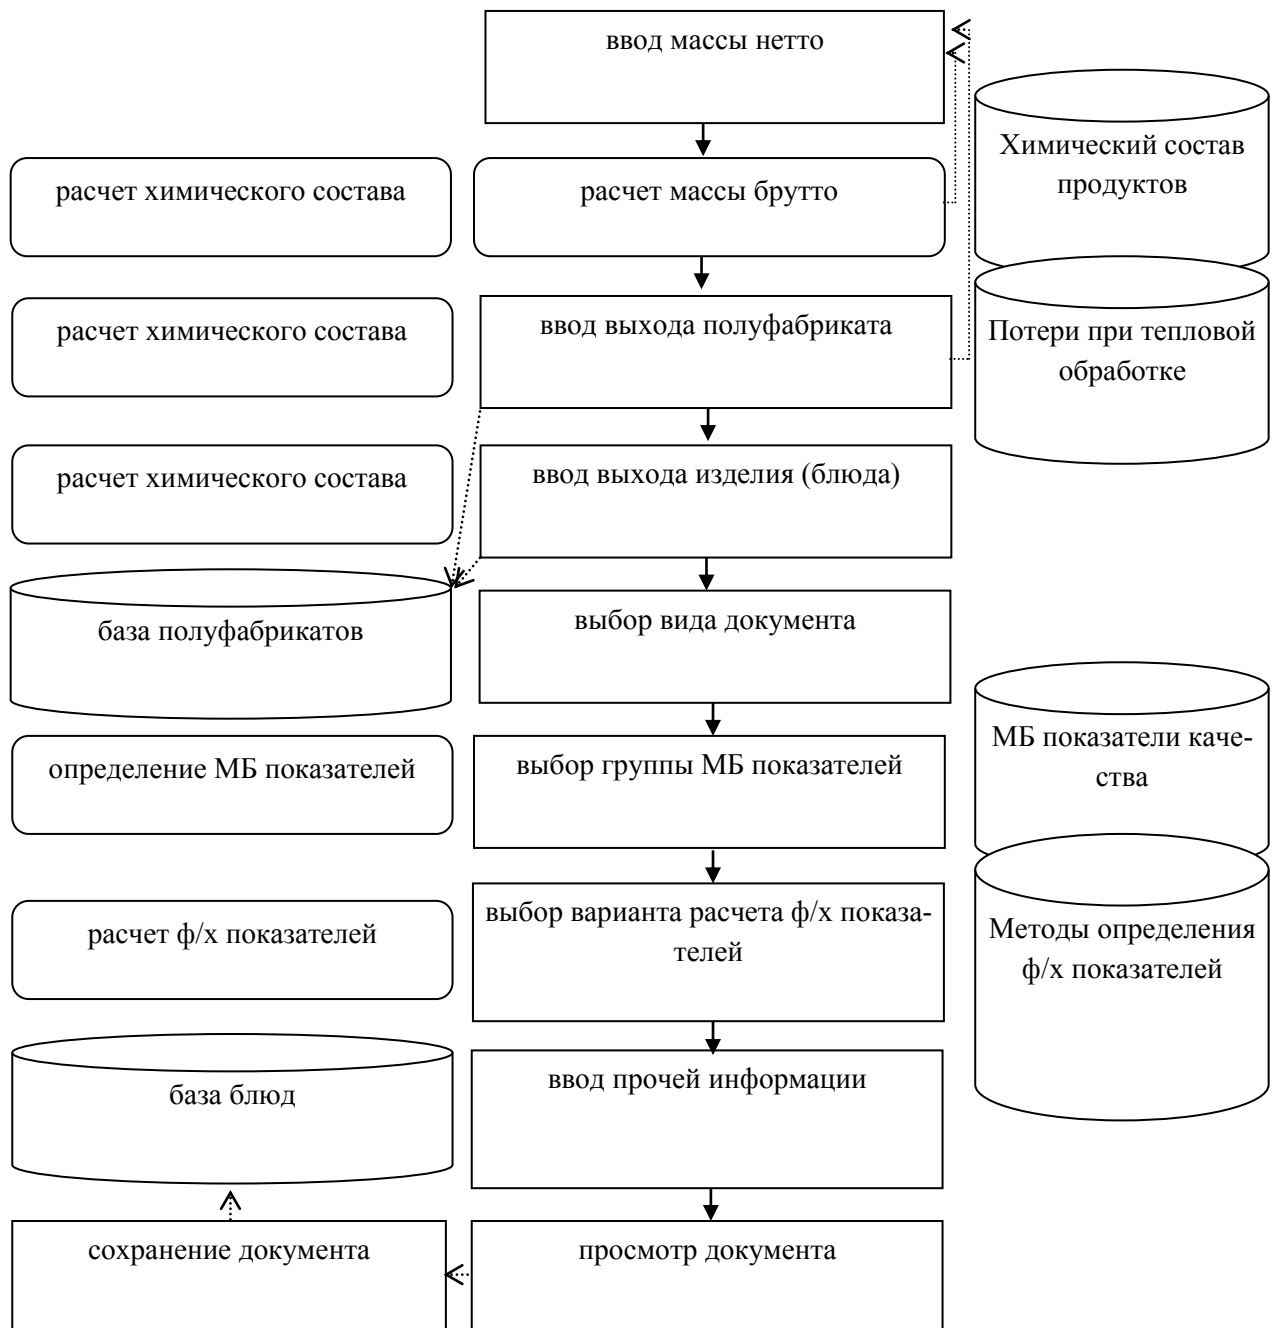 ввод массы нетто
Химический состав
продуктов
расчет химического состава
расчет массы брутто
расчет химического состава
ввод выхода полуфабриката
Потери при тепловой
обработке
расчет химического состава
ввод выхода изделия (блюда)
база полуфабрикатов
выбор вида документа
МБ показатели каче-
ства
определение МБ показателей
выбор группы МБ показателей
расчет ф/х показателей
выбор варианта расчета ф/х показа-
телей
Методы определения
ф/х показателей
база блюд
ввод прочей информации
сохранение документа
просмотр документа